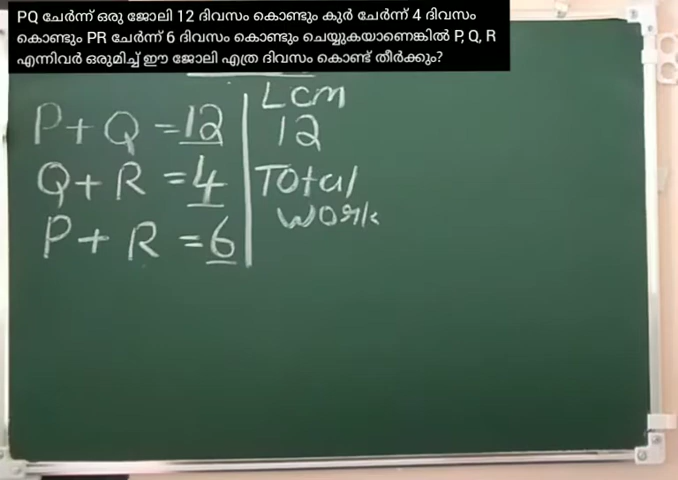 PQ ചേർന്ന് ഒരു ജോലി 12 ദിവസം കൊണ്ടും കുർ ചേർന്ന് 4 ദിവസം
കൊണ്ടും PR ചേർന്ന് 6 ദിവസം കൊണ്ടും ചെയ്യുകയാണെങ്കിൽ P, Q, R
എന്നിവർ ഒരുമിച്ച് ഈ ജോലി എത്ര ദിവസം കൊണ്ട് തീർക്കും?
P + Q = 12
Q + R = 4
P + R = 6
Lcm
12
Total
work